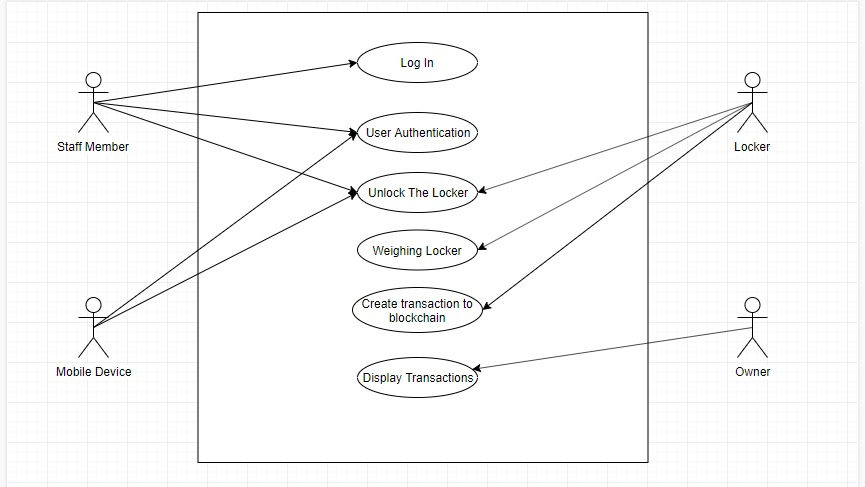 Log In
Staff Member
User Authentication
Locker
Unlock The Locker
Weighing Locker
Create transaction to
blockchain
Mobile Device
Display Transactions
Owner